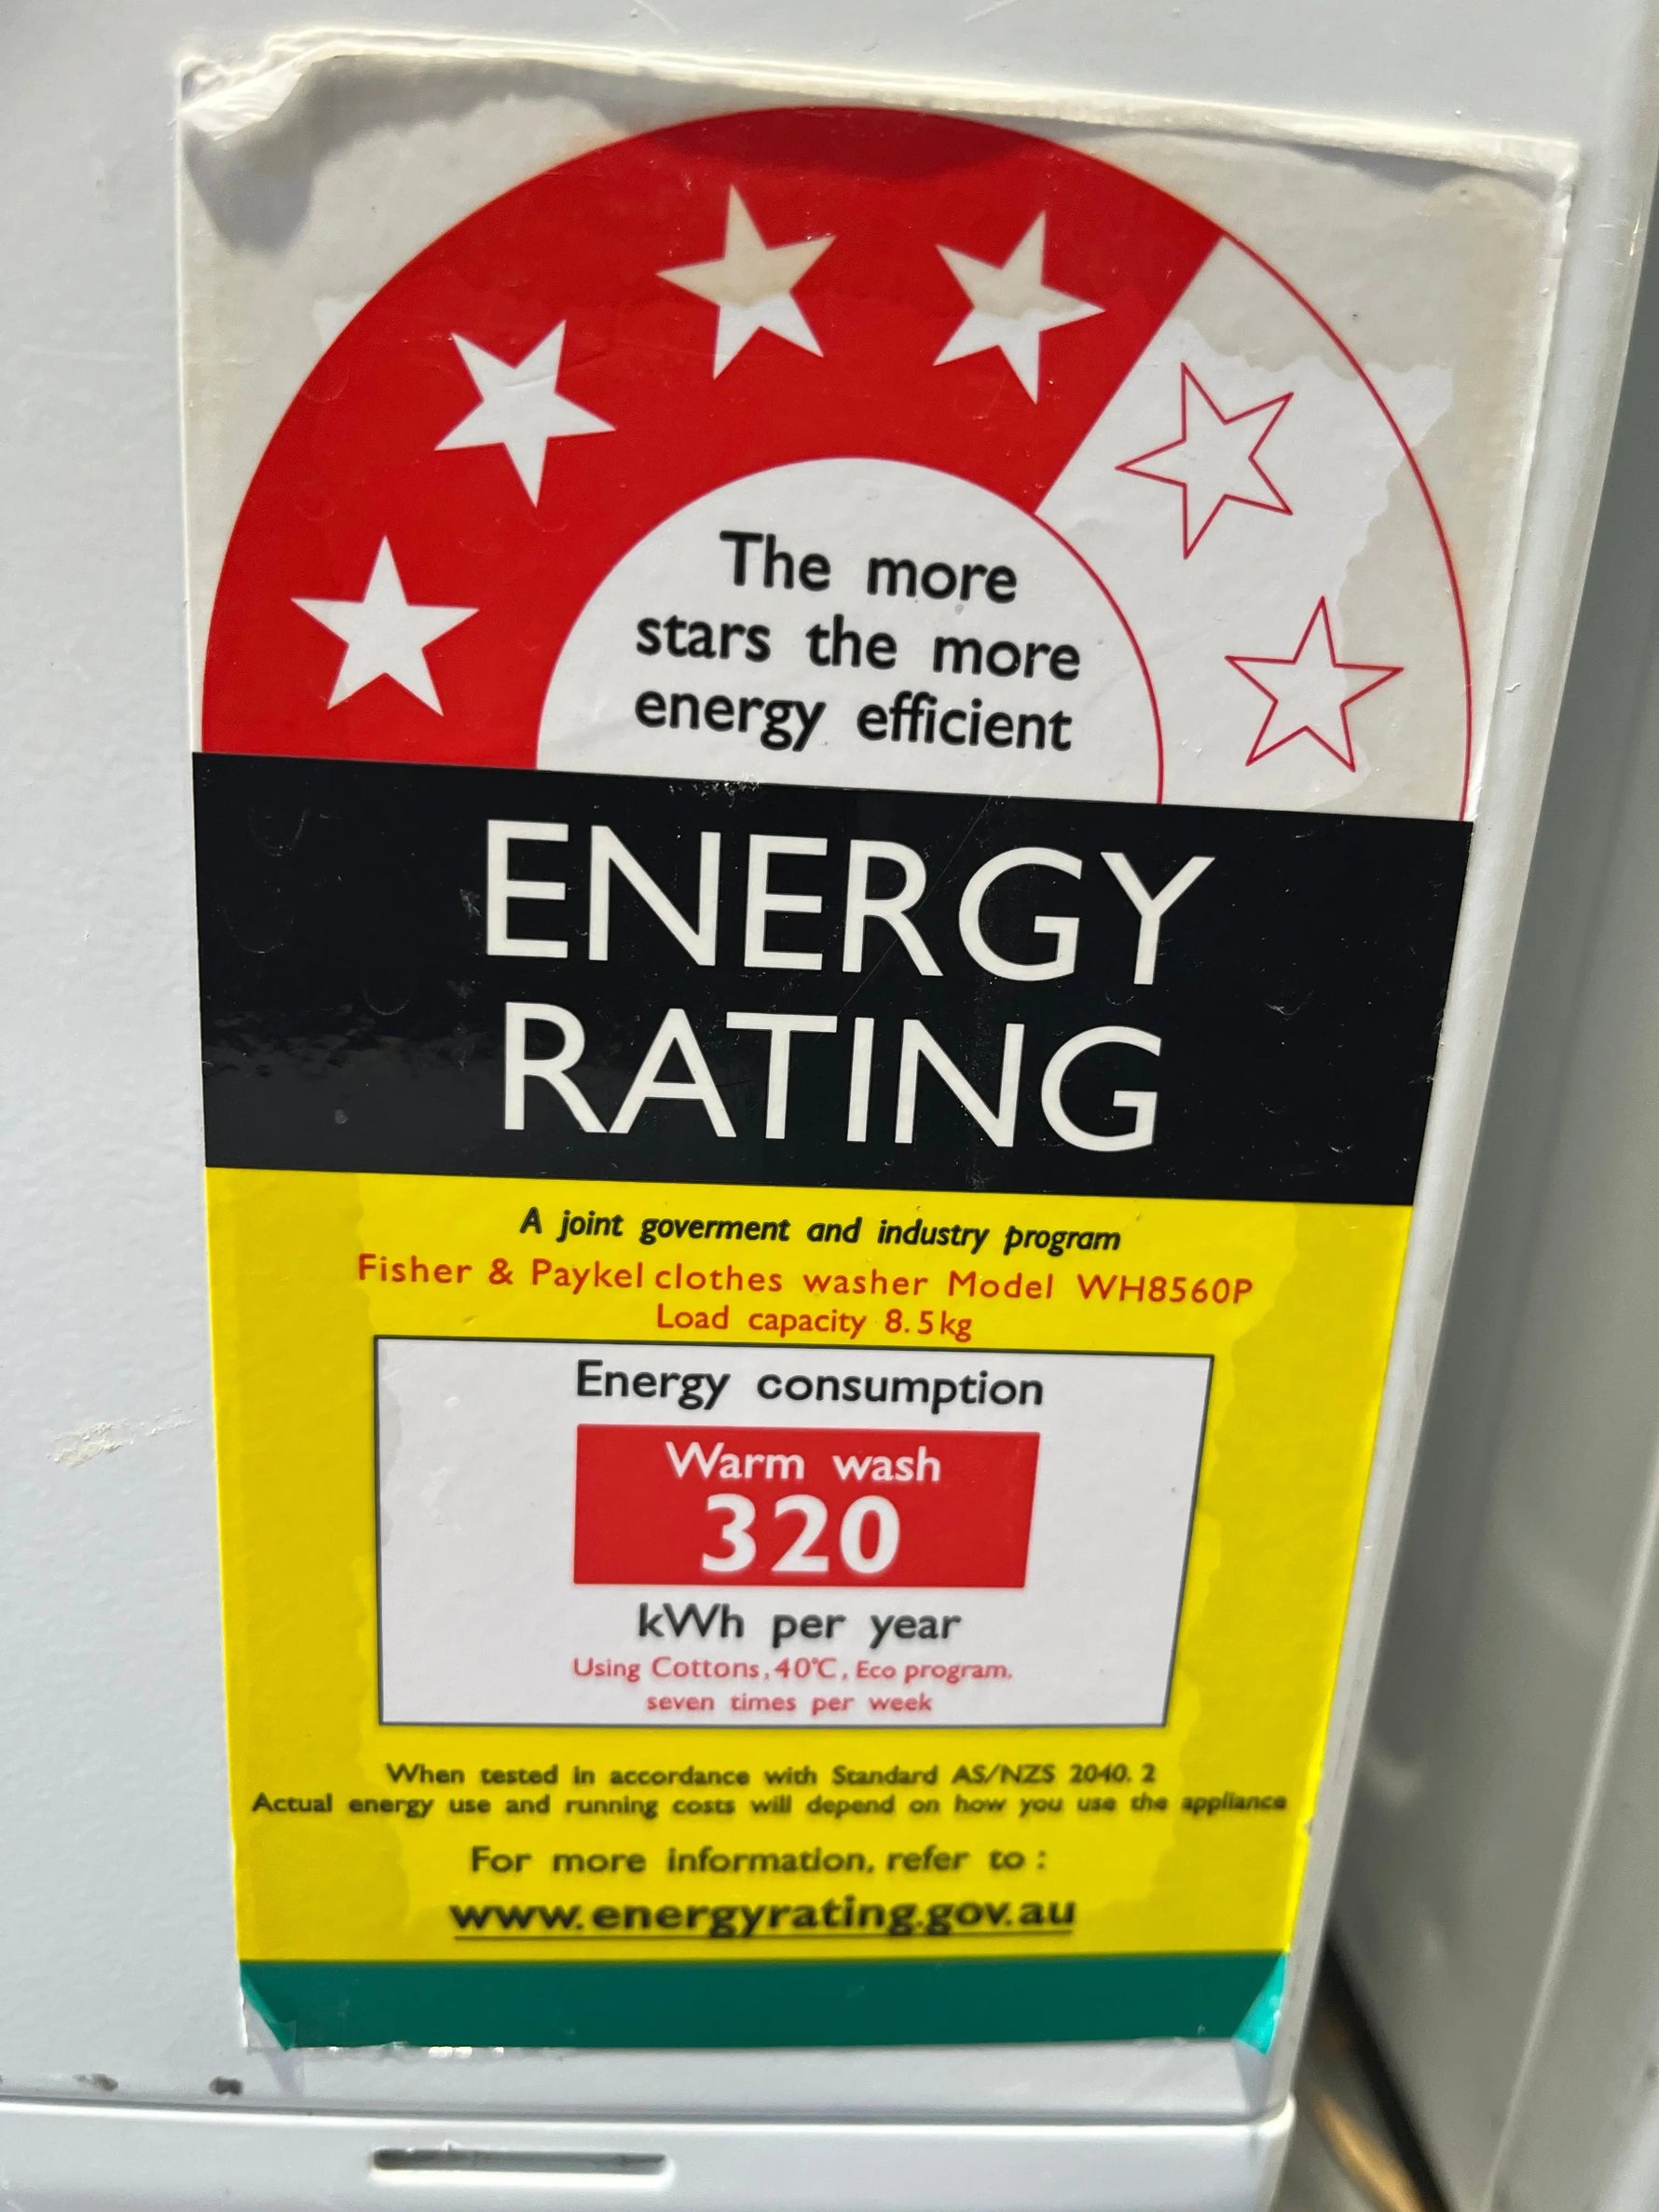 The more
stars the more
energy efficient
ENERGY
RATING
A joint goverment and industry program
Fisher & Paykel clothes washer Model WH8560P
Load capacity 8.5kg
Energy consumption
Warm wash
320
kWh per year
Using Cottons, 40°C, Eco program,
seven times per week
When tested in accordance with Standard AS/NZS 2040. 2
Actual energy use and running costs will depend on how you use the appliance
For more information, refer to :
www.energyrating.gov.au